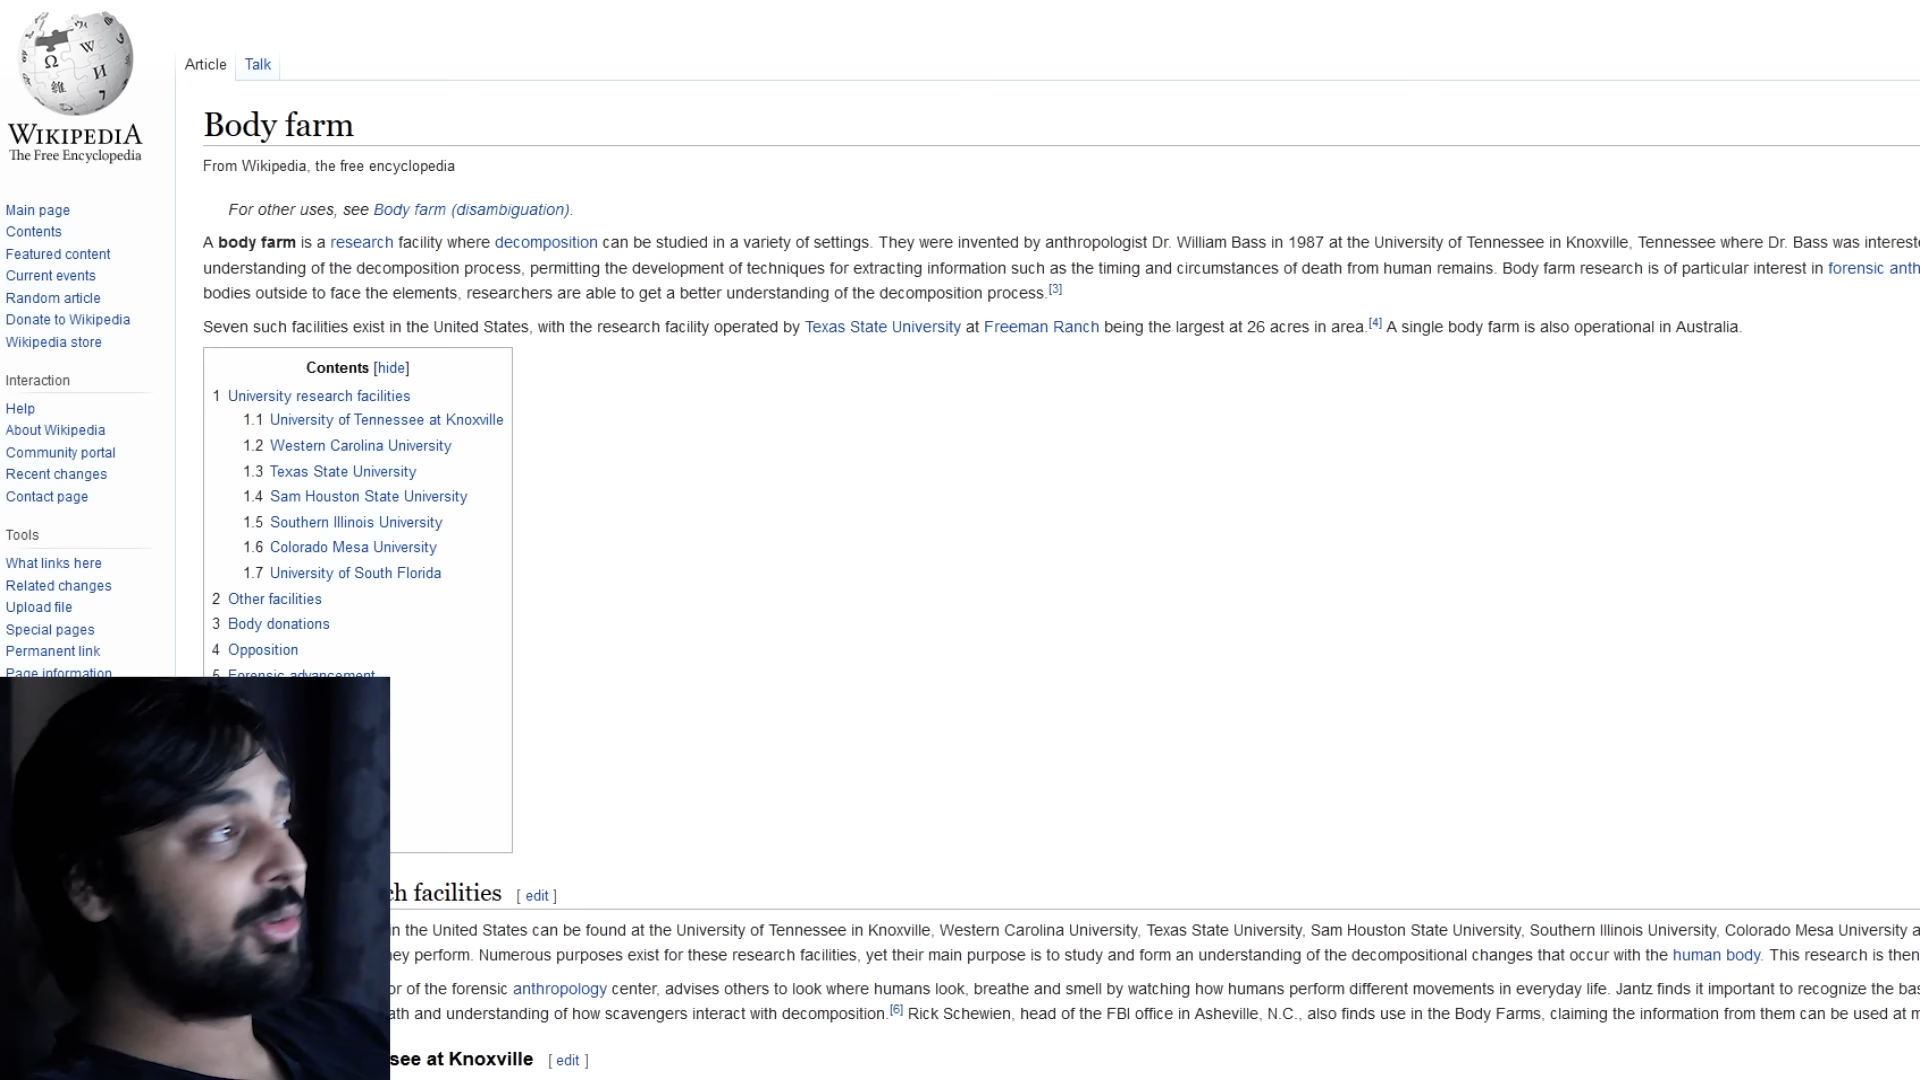 WIKIPEDIA
The Free Encyclopedia
Main page
Contents
Featured content
Current events
Random article
Donate to Wikipedia
Wikipedia store
Interaction
Help
About Wikipedia
Community portal
Recent changes
Contact page
Tools
What links here
Related changes
Upload file
Special pages
Permanent link
Page information
Article Talk
Body farm
From Wikipedia, the free encyclopedia
For other uses, see Body farm (disambiguation).
A body farm is a research facility where decomposition can be studied in a variety of settings. They were invented by anthropologist Dr. William Bass in 1987 at the University of Tennessee in Knoxville, Tennessee where Dr. Bass was intereste
understanding of the decomposition process, permitting the development of techniques for extracting information such as the timing and circumstances of death from human remains. Body farm research is of particular interest in forensic anth
bodies outside to face the elements, researchers are able to get a better understanding of the decomposition process.[3]
Seven such facilities exist in the United States, with the research facility operated by Texas State University at Freeman Ranch being the largest at 26 acres in area.[4] A single body farm is also operational in Australia.
Contents [hide]
1 University research facilities
1.1 University of Tennessee at Knoxville
1.2 Western Carolina University
1.3 Texas State University
1.4 Sam Houston State University
1.5 Southern Illinois University
1.6 Colorado Mesa University
1.7 University of South Florida
2 Other facilities
3 Body donations
4 Opposition
5 Forensic advancement
ch facilities [ edit ]
in the United States can be found at the University of Tennessee in Knoxville, Western Carolina University, Texas State University, Sam Houston State University, Southern Illinois University, Colorado Mesa University a
ey perform. Numerous purposes exist for these research facilities, yet their main purpose is to study and form an understanding of the decompositional changes that occur with the human body. This research is then
or of the forensic anthropology center, advises others to look where humans look, breathe and smell by watching how humans perform different movements in everyday life. Jantz finds it important to recognize the bas
ath and understanding of how scavengers interact with decomposition.[6] Rick Schewien, head of the FBI office in Asheville, N.C., also finds use in the Body Farms, claiming the information from them can be used at m
see at Knoxville [ edit ]